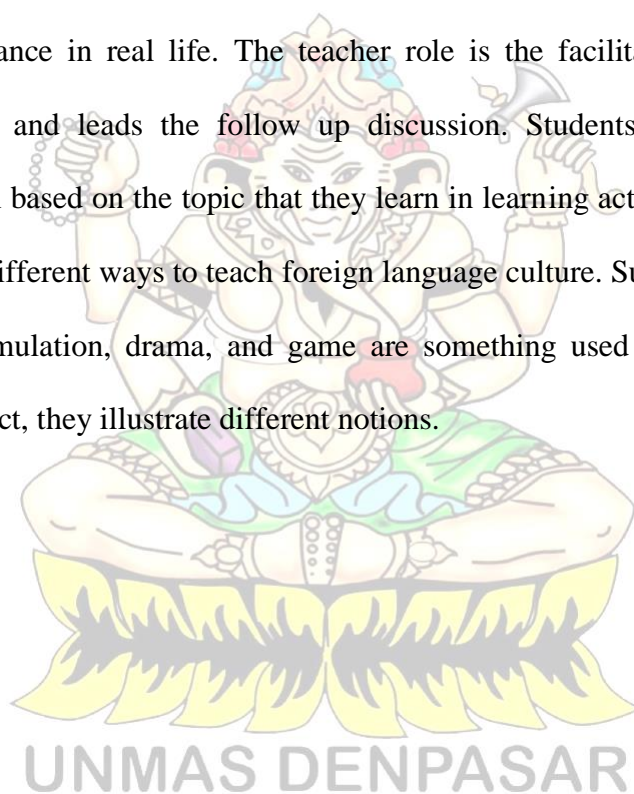 ance in real life. The teacher role is the facilita
and leads the follow up discussion. Students
based on the topic that they learn in learning act
ifferent ways to teach foreign language culture. Su
mulation, drama, and game are something used
ct, they illustrate different notions.
UNMAS DENPASAR